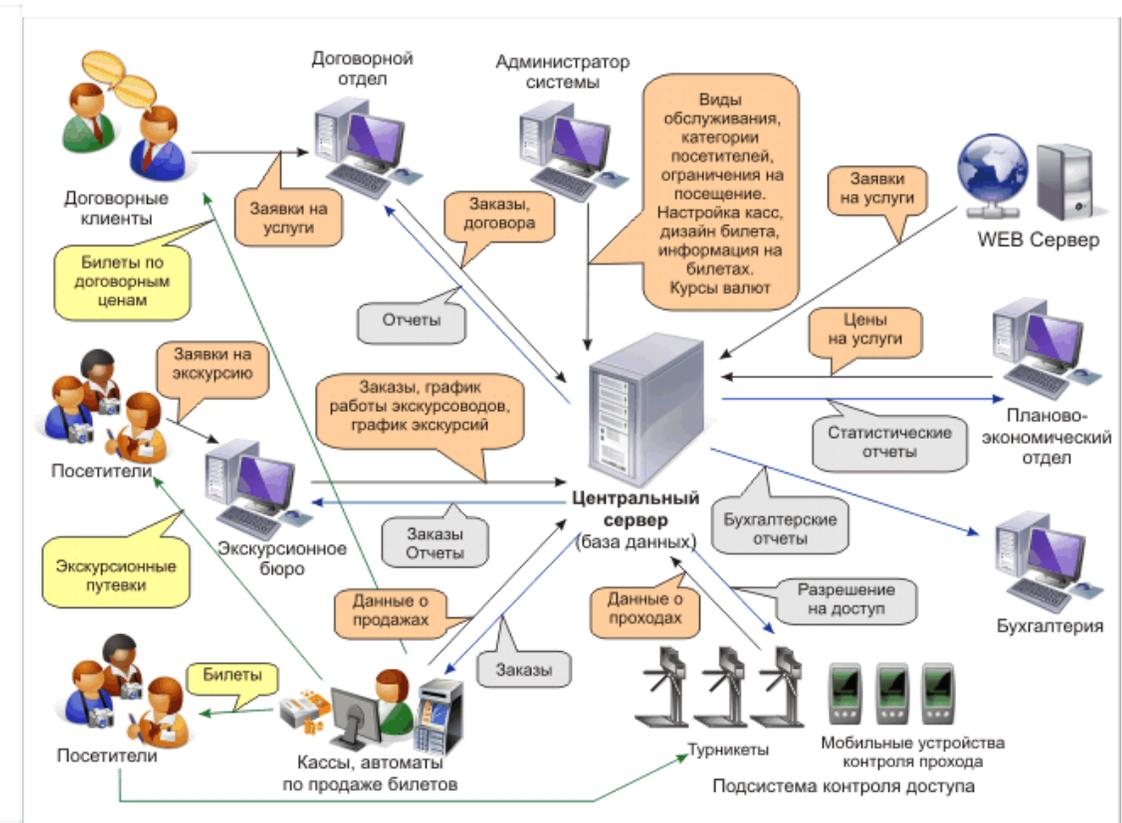 Договорной
отдел
Администратор
системы
Виды
обслуживания,
категории
посетителей,
ограничения на
посещение.
Настройка касс,
дизайн билета,
информация на
билетах.
Курсы валют
Договорные
клиенты
Заявки на
услуги
Заказы,
договора
Заявки
на услуги
WEB Сервер
Билеты по
договорным
ценам
Отчеты
Цены
на услуги
Заявки на
экскурсию
Заказы, график
работы экскурсоводов,
график экскурсий
Планово-
экономический
отдел
Статистические
отчеты
Посетители
Центральный
сервер
(база данных)
Бухгалтерские
отчеты
Заказы
Отчеты
Экскурсионное
бюро
Экскурсионные
путевки
Данные о
продажах
Данные о
проходах
Разрешение
на доступ
Бухгалтерия
Заказы
Билеты
Посетители
Кассы, автоматы
по продаже билетов
Турникеты
Мобильные устройства
контроля прохода
Подсистема контроля доступа